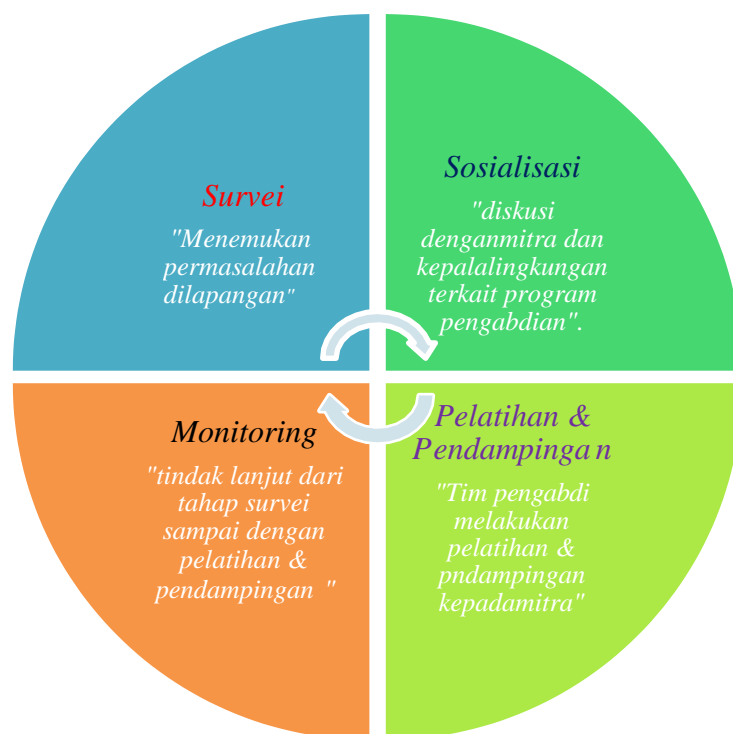 Survei
"Menemukan
permasalahan
dilapangan"
Sosialisasi
"diskusi
denganmitra dan
kepalalingkungan
terkait program
pengabdian".
Pelatihan &
Pendampingan
"Tim pengabdi
melakukan
pelatihan &
pndampingan
kepadamitra"
Monitoring
"tindak lanjut dari
tahap survei
sampai dengan
pelatihan &
pendampingan "